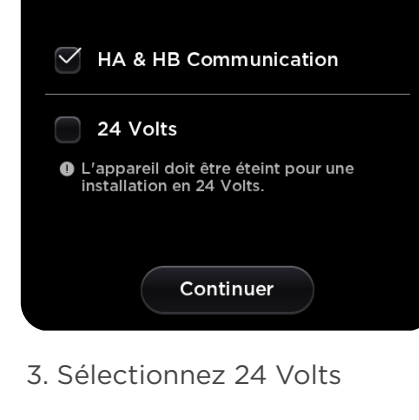 HA & HB Communication
24 Volts
L'appareil doit être éteint pour une
installation en 24 Volts.
Continuer
3. Sélectionnez 24 Volts